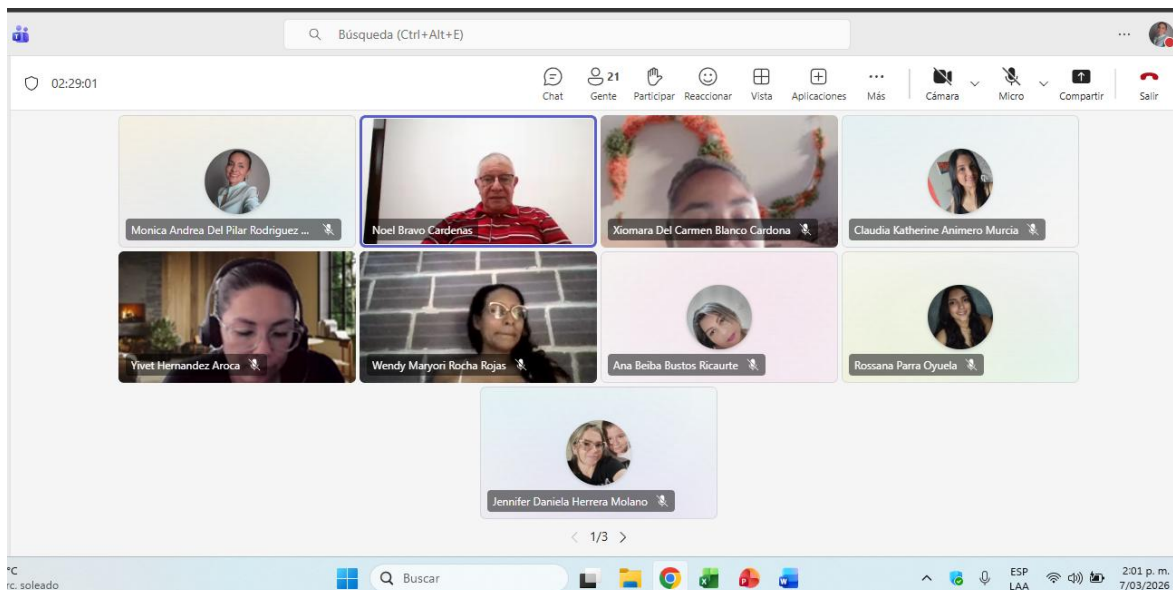 Búsqueda (Ctrl+Alt+E)
02:29:01
21
Chat Gente Participar Reaccionar Vista Aplicaciones Más Cámara Micro Compartir Salir
Monica Andrea Del Pilar Rodriguez ...
Noel Bravo Cardenas
Xiomara Del Carmen Blanco Cardona
Claudia Katherine Animero Murcia
Yivet Hernandez Aroca
Wendy Maryori Rocha Rojas
Ana Beiba Bustos Ricaurte
Rossana Parra Oyuela
Jennifer Daniela Herrera Molano
1/3
°C
rc. soleado
Buscar
ESP
LAA
2:01 p. m.
7/03/2026